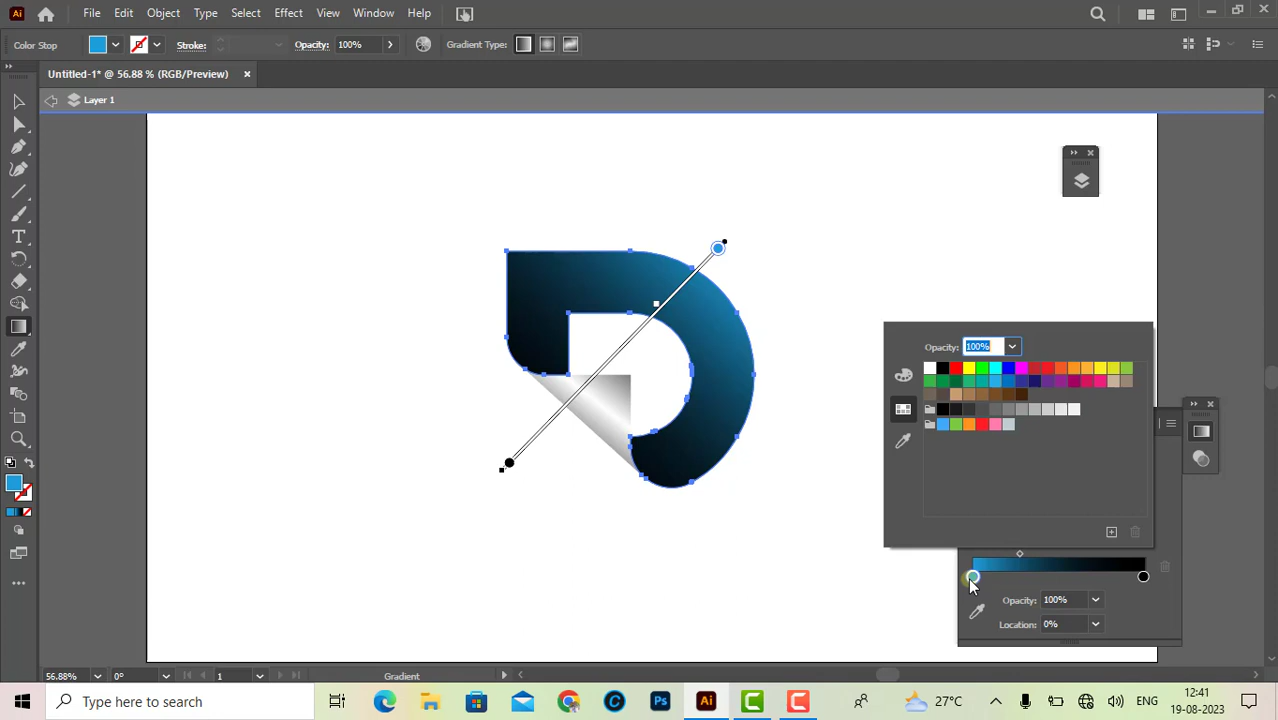 Ai File Edit Object Type Select Effect View Window Help
Color Stop Stroke: Opacity: 100% Gradient Type:
Untitled-1* @ 56.88 % (RGB/Preview)
Layer 1
Opacity: 100%
Opacity: 100%
Location: 0%
56.88% 0° 1 Gradient
Type here to search Ps Ai 27°C ENG 12:41
19-08-2023